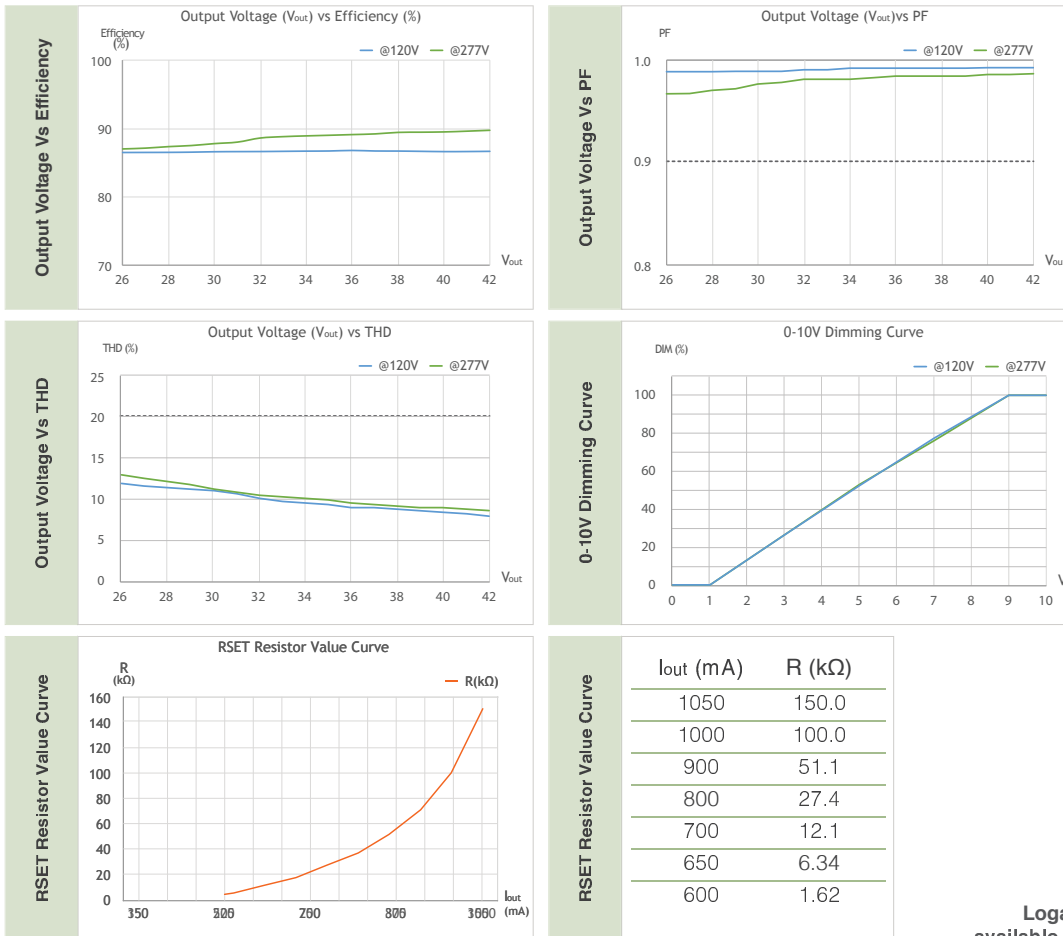 Output Voltage Vs Efficiency
Output Voltage (Vout) vs Efficiency (%)
Efficiency
(%)
@120V @277V
100
90
80
70
26 28 30 32 34 36 38 40 42
Vout
Output Voltage Vs PF
Output Voltage (Vout)vs PF
PF
@120V @277V
1.0
0.9
0.8
26 28 30 32 34 36 38 40 42
Vou
Output Voltage Vs THD
Output Voltage (Vout) vs THD
THD (%)
@120V @277V
25
20
15
10
5
0
26 28 30 32 34 36 38 40 42
Vout
0-10V Dimming Curve
0-10V Dimming Curve
DIM (%)
@120V @277V
100
80
60
40
20
0
0 1 2 3 4 5 6 7 8 9 10
V
RSET Resistor Value Curve
RSET Resistor Value Curve
R
(kΩ)
R(kΩ)
160
140
120
100
80
60
40
20
0
Iout
(mA)
RSET Resistor Value Curve
Iout (mA) R (kΩ)
1050 150.0
1000 100.0
900 51.1
800 27.4
700 12.1
650 6.34
600 1.62
Loga
available